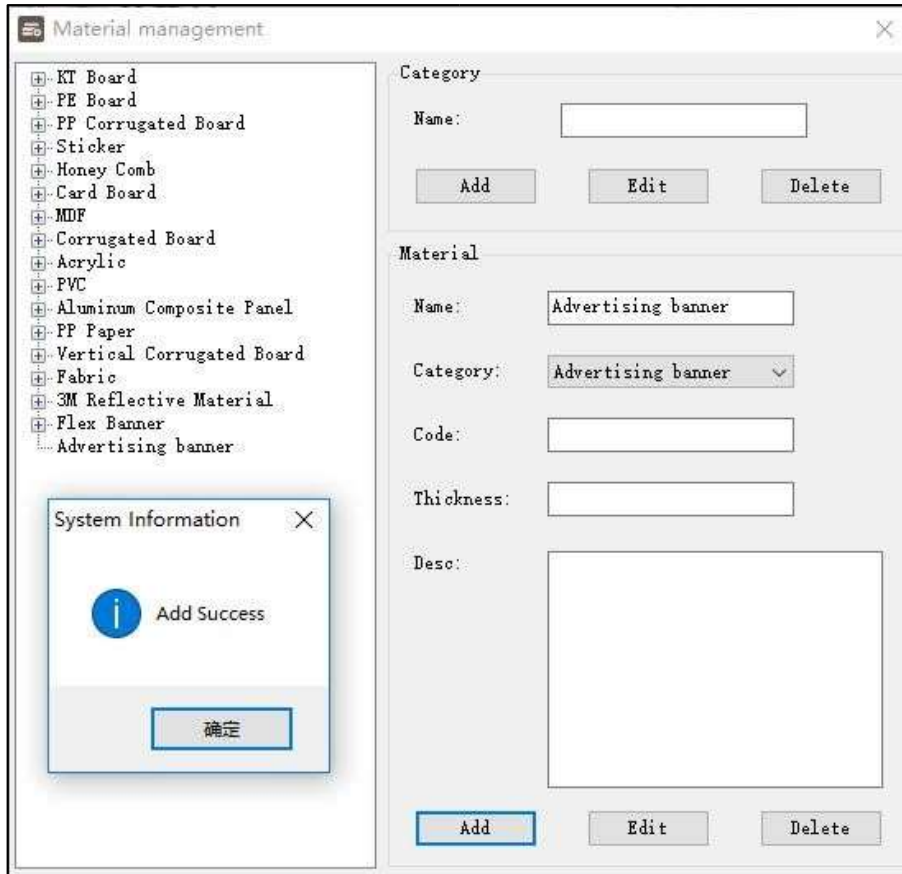 Material management
KT Board
PE Board
PP Corrugated Board
Sticker
Honey Comb
Card Board
MDF
Corrugated Board
Acrylic
PVC
Aluminum Composite Panel
PP Paper
Vertical Corrugated Board
Fabric
3M Reflective Material
Flex Banner
Advertising banner
System Information
Add Success
确定
Category
Name:
Add Edit Delete
Material
Name: Advertising banner
Category: Advertising banner
Code:
Thickness:
Desc:
Add Edit Delete